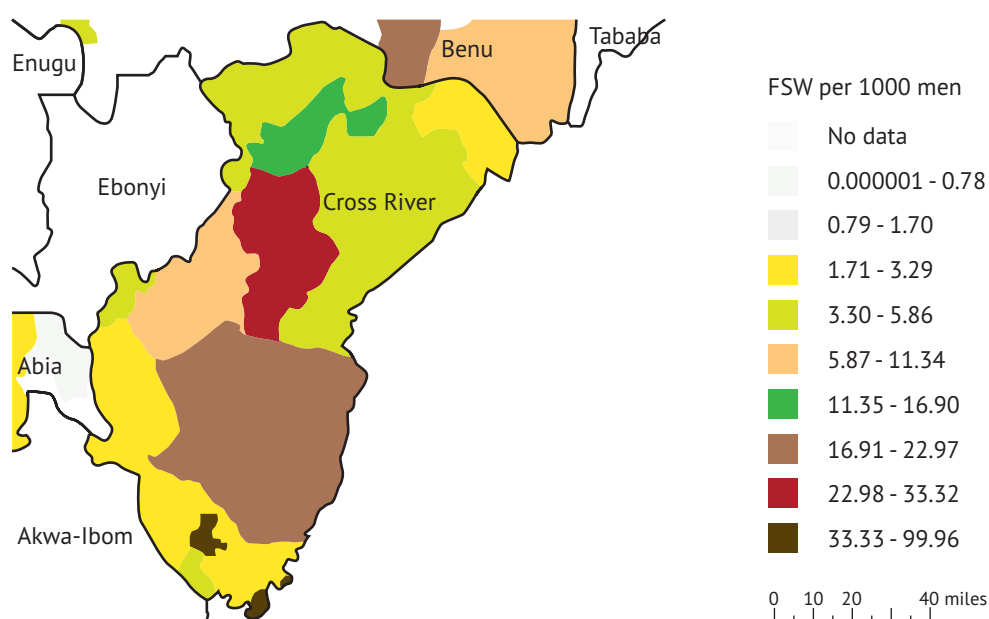 Enugu
Benu
Tababa
Ebonyi
Cross River
Abia
Akwa-Ibom
FSW per 1000 men
No data
0.000001 - 0.78
0.79 - 1.70
1.71 - 3.29
3.30 - 5.86
5.87 - 11.34
11.35 - 16.90
16.91 - 22.97
22.98 - 33.32
33.33 - 99.96
0 10 20 40 miles